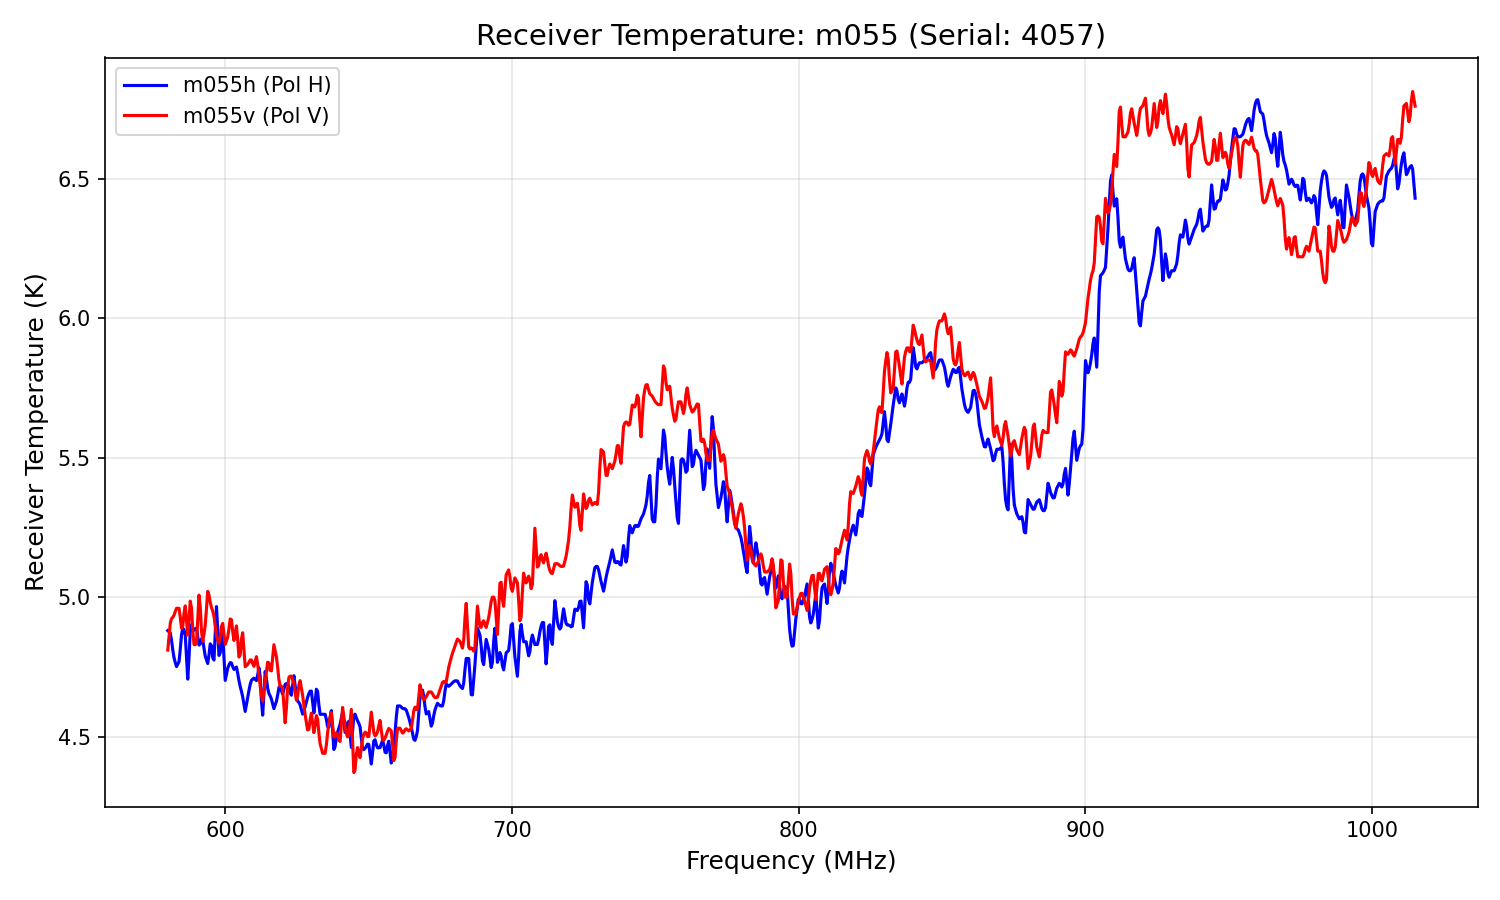 Receiver Temperature: m055 (Serial: 4057)
m055h (Pol H)
m055v (Pol V)
Receiver Temperature (K)
6.5
6.0
5.5
5.0
4.5
600 700 800 900 1000
Frequency (MHz)